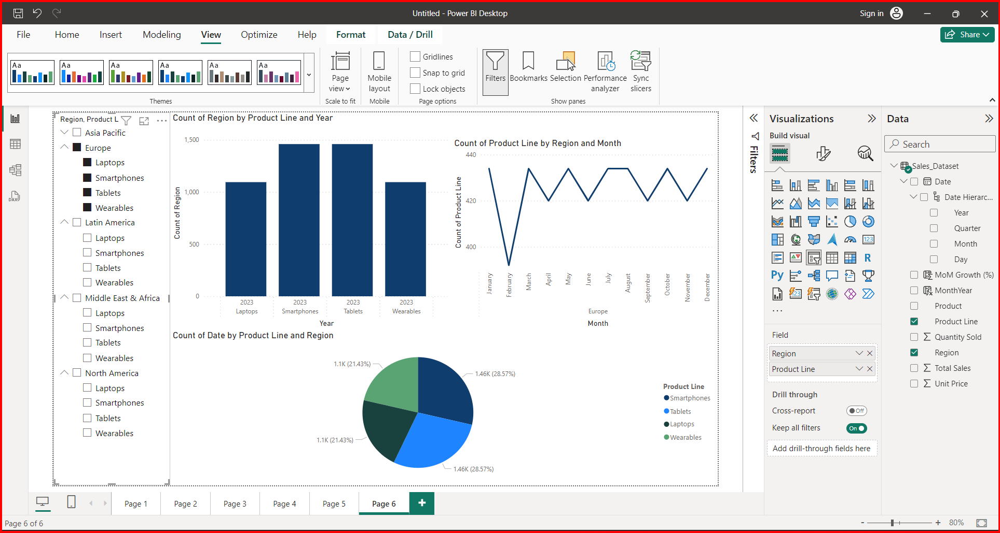 Untitled - Power BI Desktop
Sign in
File Home Insert Modeling View Optimize Help Format Data / Drill
Share
Aa Aa Aa Aa Aa Aa
Themes
Page view
Scale to fit
Mobile layout
Mobile
Gridlines
Snap to grid
Lock objects
Page options
Filters Bookmarks Selection Performance analyzer Sync slicers
Show panes
Region, Product L
Asia Pacific
Europe
Laptops
Smartphones
Tablets
Wearables
Latin America
Laptops
Smartphones
Tablets
Wearables
Middle East & Africa
Laptops
Smartphones
Tablets
Wearables
North America
Laptops
Smartphones
Tablets
Wearables
Count of Region by Product Line and Year
Count of Region
1,500
1,000
500
0
2023 2023 2023 2023
Laptops Smartphones Tablets Wearables
Year
Count of Product Line by Region and Month
Count of Product Line
440
420
400
January February March April May June July August September October November December
Europe
Month
Count of Date by Product Line and Region
1.1K (21.43%)
1.46K (28.57%)
1.1K (21.43%)
1.46K (28.57%)
Product Line
Smartphones
Tablets
Laptops
Wearables
Filters
Visualizations
Build visual
123
R
Py
123
...
Field
Region
Product Line
Drill through
Cross-report
Off
Keep all filters
On
Add drill-through fields here
Data
Search
Sales_Dataset
Date
Date Hierarc...
Year
Quarter
Month
Day
MoM Growth (%)
MonthYear
Product
Product Line
Quantity Sold
Region
Total Sales
Unit Price
DAX
Page 1 Page 2 Page 3 Page 4 Page 5 Page 6 +
Page 6 of 6
- + 80%